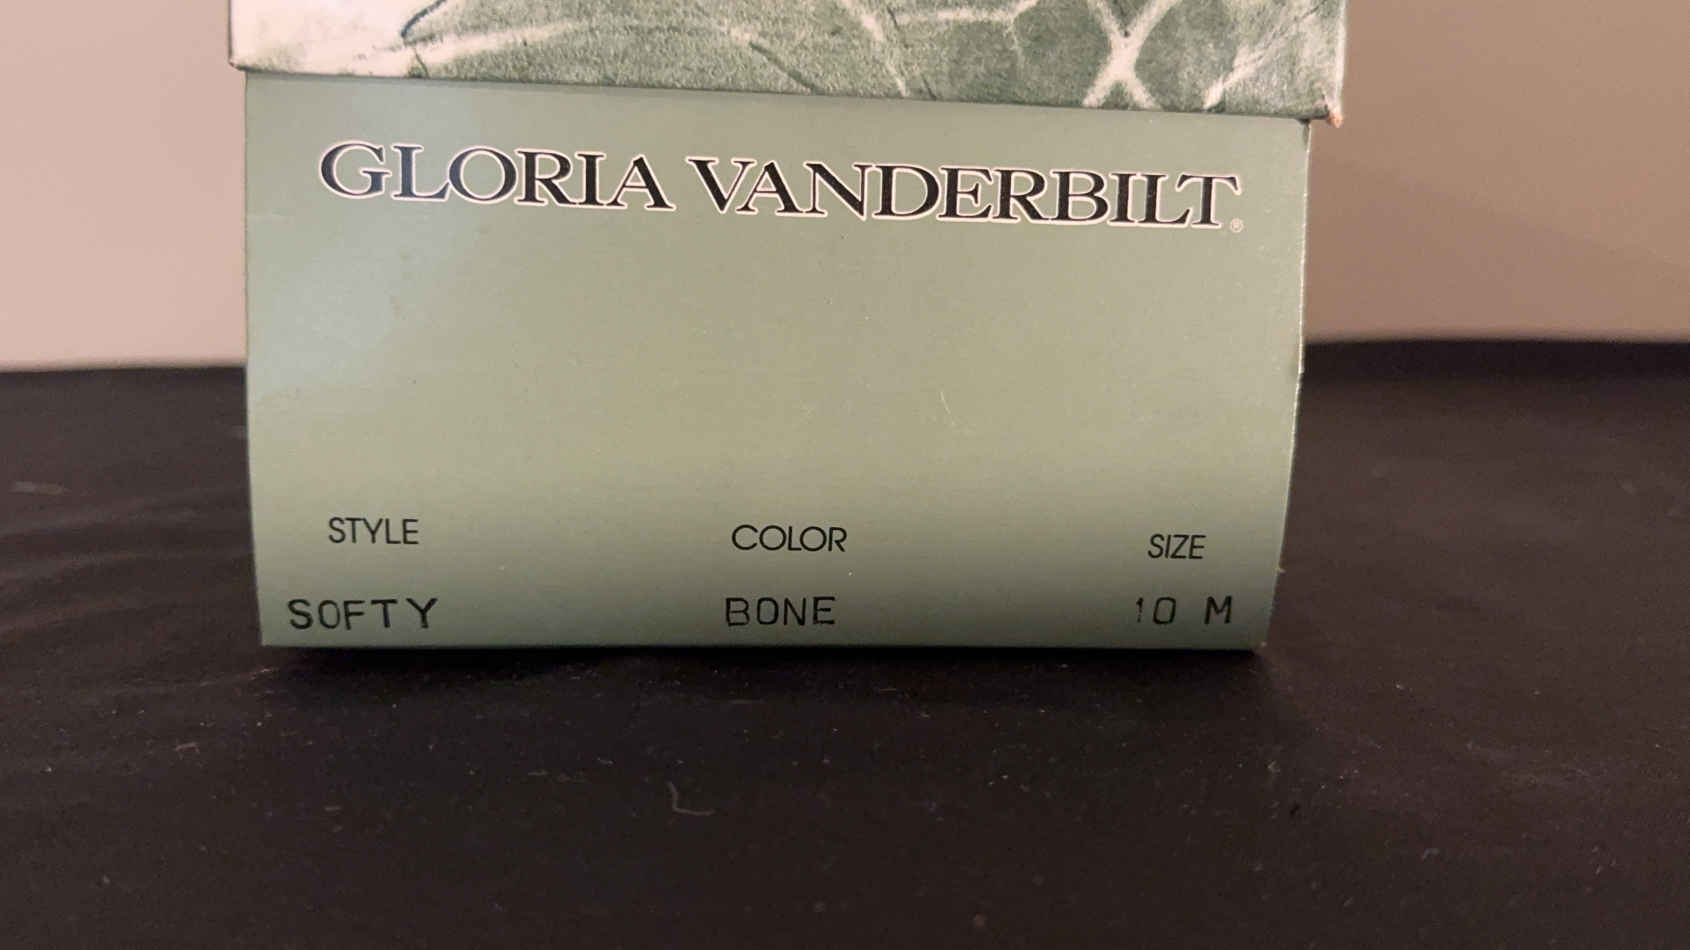 GLORIA VANDERBILT®
STYLE COLOR SIZE
SOFTY BONE 10 M